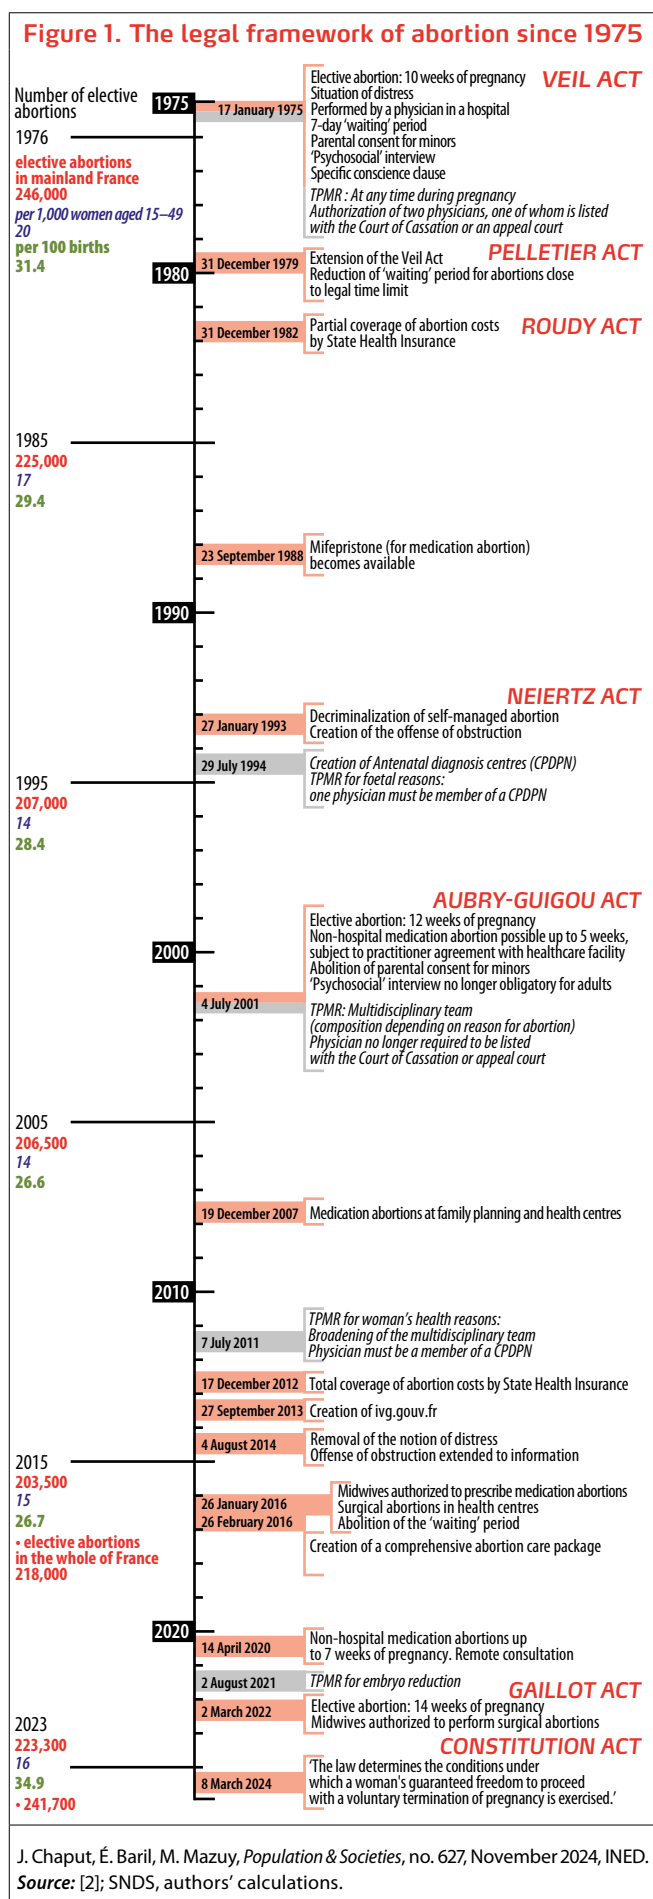 Figure 1. The legal framework of abortion since 1975
Number of elective
abortions
1975
17 January 1975
VEIL ACT
Elective abortion: 10 weeks of pregnancy
Situation of distress
Performed by a physician in a hospital
7-day ‘waiting’ period
Parental consent for minors
‘Psychosocial’ interview
Specific conscience clause
TPMR : At any time during pregnancy
Authorization of two physicians, one of whom is listed
with the Court of Cassation or an appeal court
1976
elective abortions
in mainland France
246,000
per 1,000 women aged 15–49
20
per 100 births
31.4
31 December 1979
PELLETIER ACT
Extension of the Veil Act
Reduction of ‘waiting’ period for abortions close
to legal time limit
1980
31 December 1982
ROUDY ACT
Partial coverage of abortion costs
by State Health Insurance
1985
225,000
17
29.4
23 September 1988
Mifepristone (for medication abortion)
becomes available
1990
NEIERTZ ACT
27 January 1993
Decriminalization of self-managed abortion
Creation of the offense of obstruction
29 July 1994
Creation of Antenatal diagnosis centres (CPDPN)
TPMR for foetal reasons:
one physician must be member of a CPDPN
1995
207,000
14
28.4
AUBRY-GUIGOU ACT
Elective abortion: 12 weeks of pregnancy
Non-hospital medication abortion possible up to 5 weeks,
subject to practitioner agreement with healthcare facility
Abolition of parental consent for minors
‘Psychosocial’ interview no longer obligatory for adults
2000
4 July 2001
TPMR: Multidisciplinary team
(composition depending on reason for abortion)
Physician no longer required to be listed
with the Court of Cassation or appeal court
2005
206,500
14
26.6
19 December 2007
Medication abortions at family planning and health centres
2010
7 July 2011
TPMR for woman’s health reasons:
Broadening of the multidisciplinary team
Physician must be a member of a CPDPN
17 December 2012
Total coverage of abortion costs by State Health Insurance
27 September 2013
Creation of ivg.gouv.fr
4 August 2014
Removal of the notion of distress
Offense of obstruction extended to information
2015
203,500
15
26.7
• elective abortions
in the whole of France
218,000
26 January 2016
26 February 2016
Midwives authorized to prescribe medication abortions
Surgical abortions in health centres
Abolition of the ‘waiting’ period
Creation of a comprehensive abortion care package
2020
14 April 2020
Non-hospital medication abortions up
to 7 weeks of pregnancy. Remote consultation
2 August 2021
TPMR for embryo reduction
GAILLOT ACT
2 March 2022
Elective abortion: 14 weeks of pregnancy
Midwives authorized to perform surgical abortions
2023
223,300
16
34.9
• 241,700
CONSTITUTION ACT
8 March 2024
‘The law determines the conditions under
which a woman's guaranteed freedom to proceed
with a voluntary termination of pregnancy is exercised.’
J. Chaput, É. Baril, M. Mazuy, Population & Societies, no. 627, November 2024, INED.
Source: [2]; SNDS, authors’ calculations.